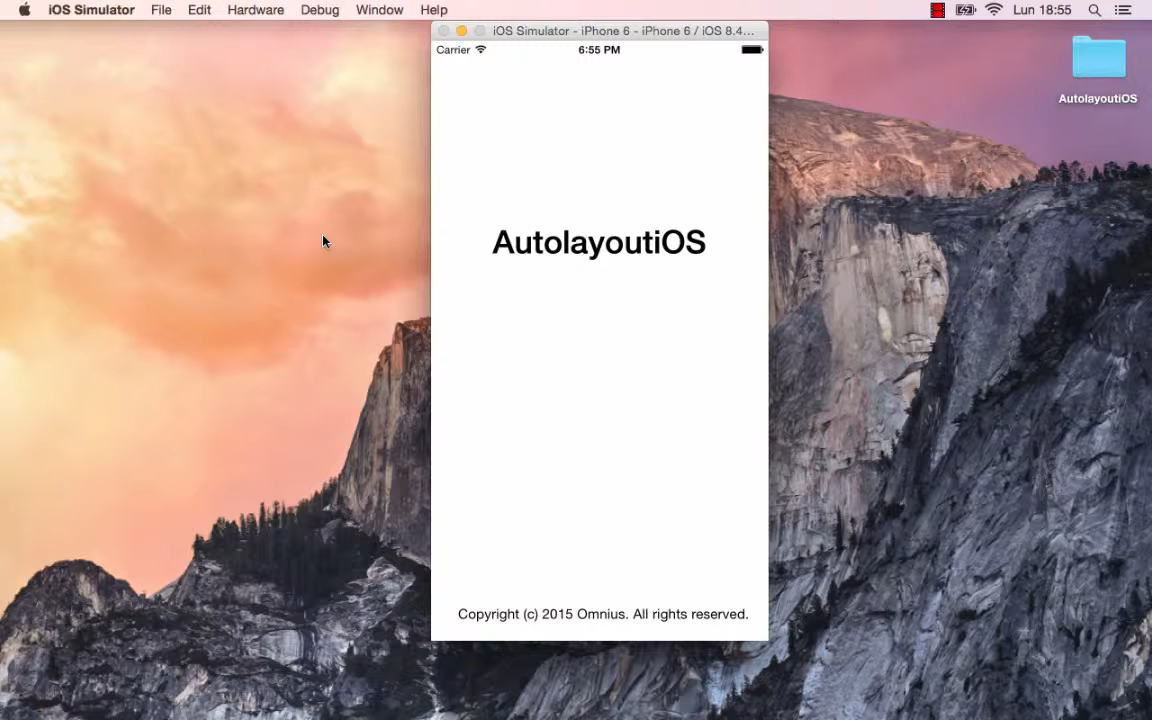 iOS Simulator File Edit Hardware Debug Window Help Lun 18:55
iOS Simulator - iPhone 6 - iPhone 6 / iOS 8.4...
Carrier 6:55 PM
AutolayoutiOS
AutolayoutiOS
Copyright (c) 2015 Omnius. All rights reserved.